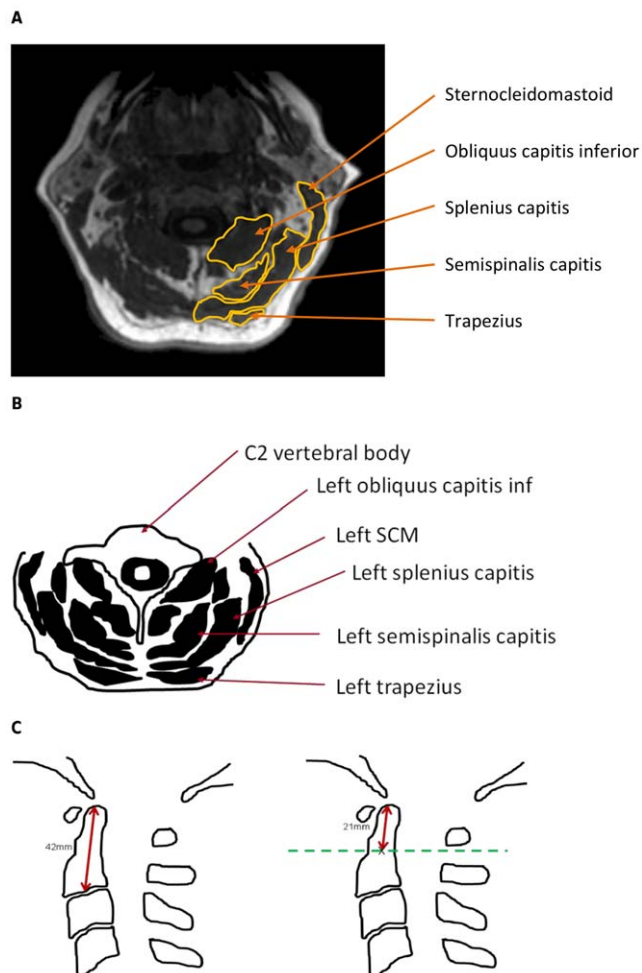 A
Sternocleidomastoid
Obliquus capitis inferior
Splenius capitis
Semispinalis capitis
Trapezius
B
C2 vertebral body
Left obliquus capitis inf
Left SCM
Left splenius capitis
Left semispinalis capitis
Left trapezius
C
42mm
21mm
X